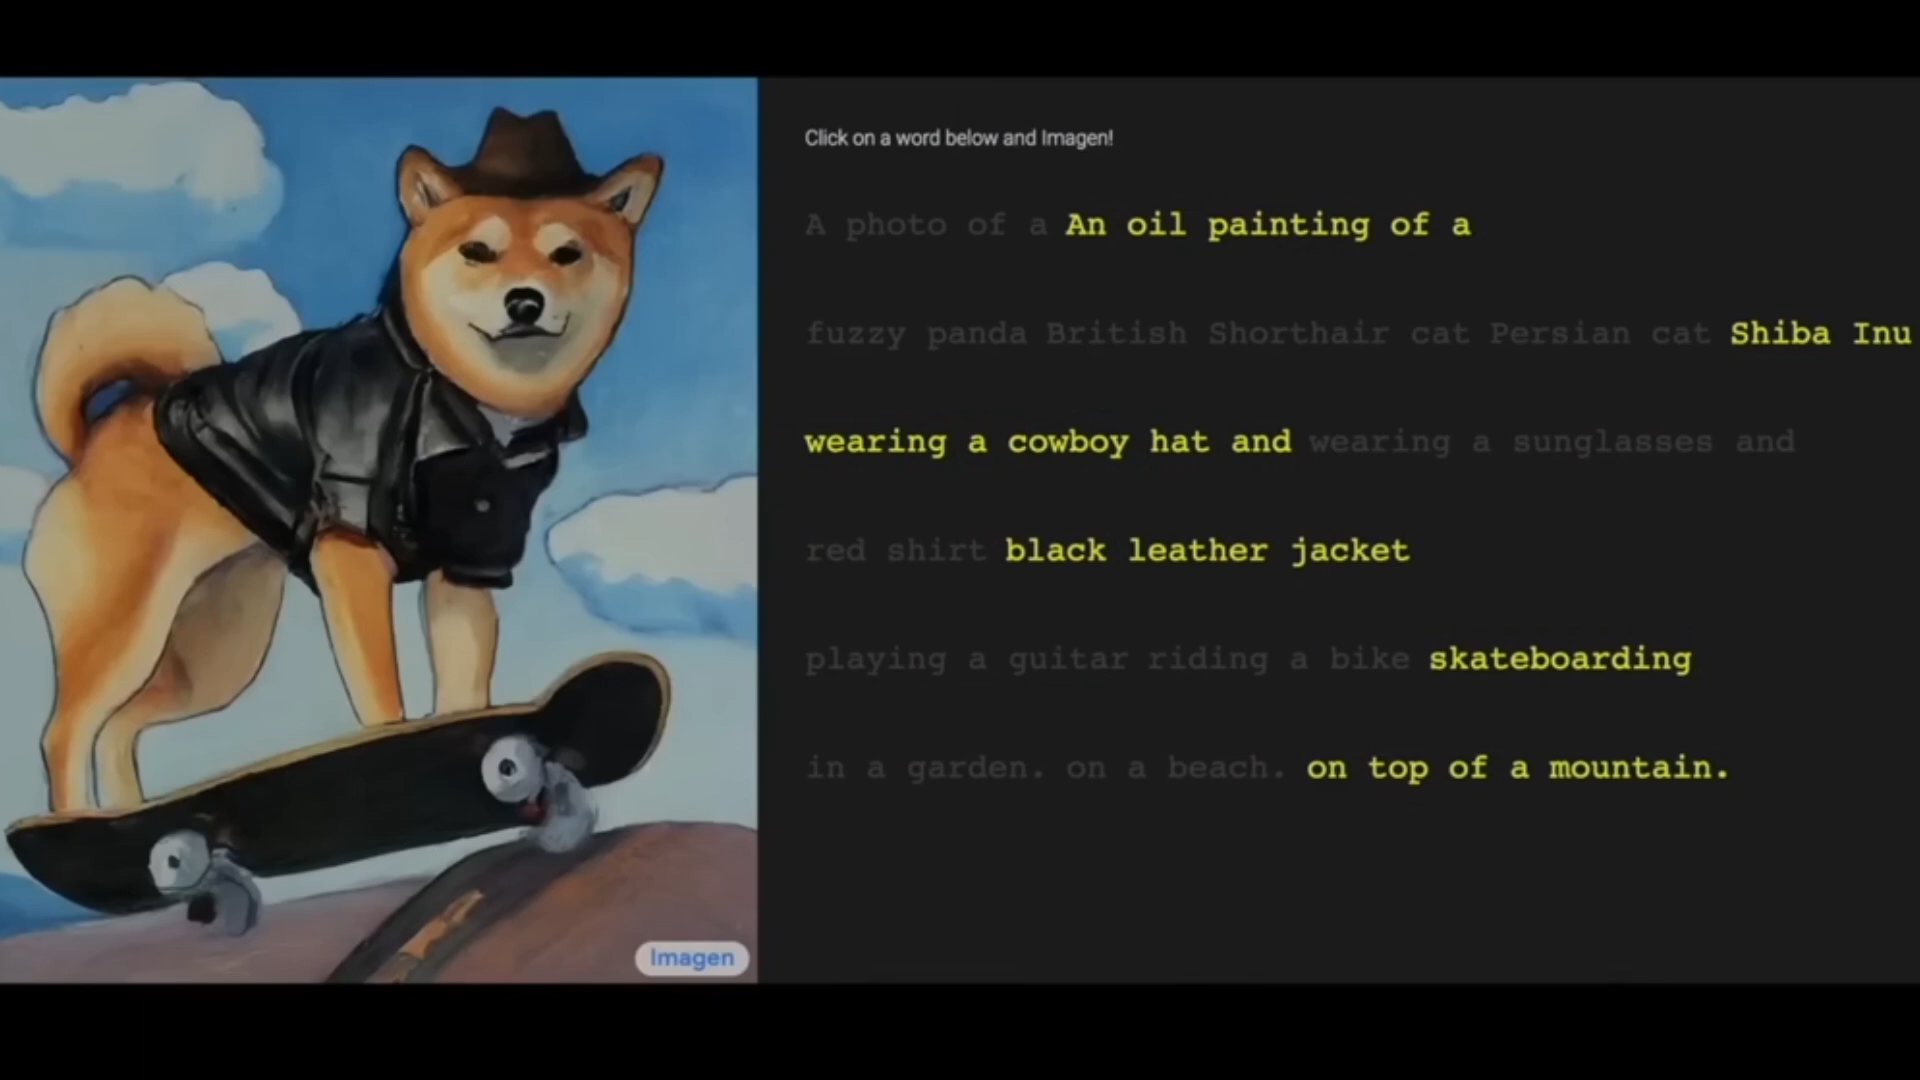 Click on a word below and Imagen!
A photo of a An oil painting of a
fuzzy panda British Shorthair cat Persian cat Shiba Inu
wearing a cowboy hat and wearing a sunglasses and
red shirt black leather jacket
playing a guitar riding a bike skateboarding
in a garden. on a beach. on top of a mountain.
Imagen